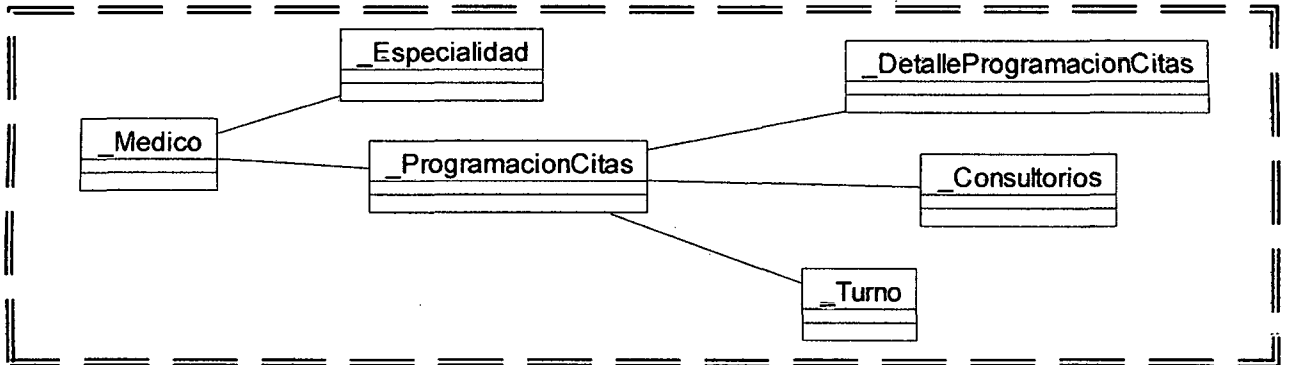 _Especialidad
_DetalleProgramacionCitas
_Medico
_ProgramacionCitas
_Consultorios
_Turno